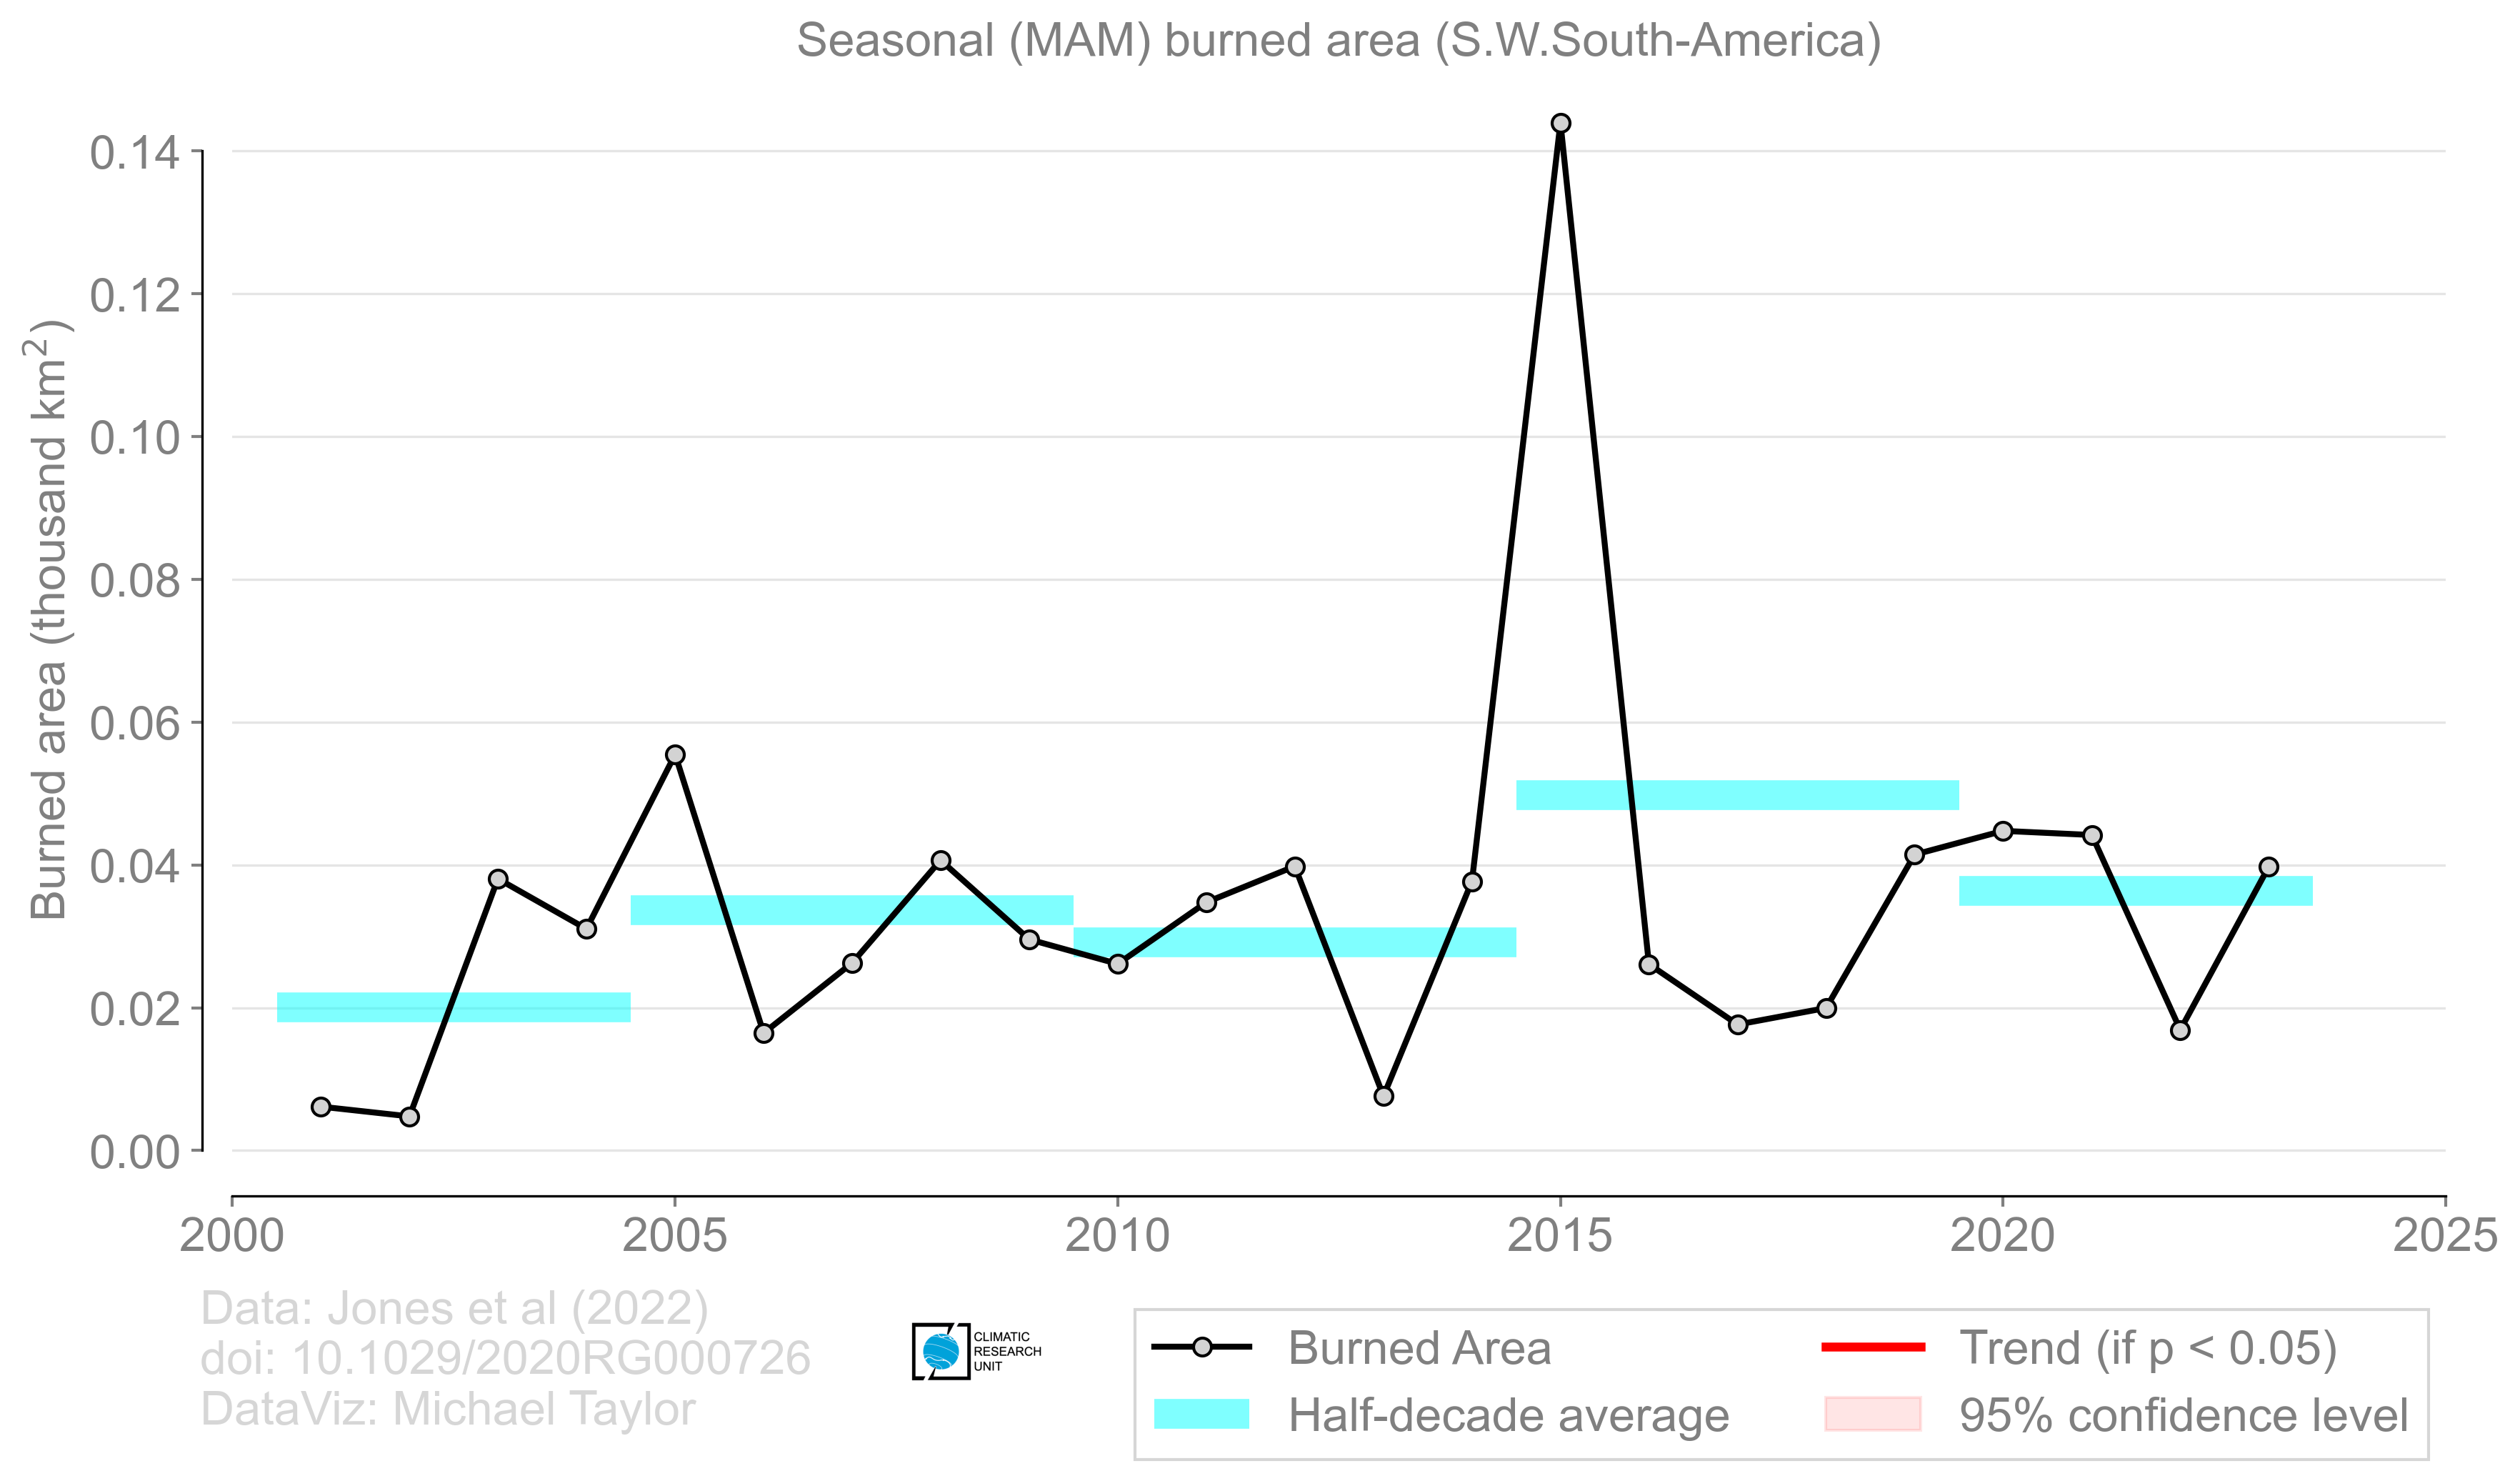 Seasonal (MAM) burned area (S.W.South-America)
Burned area (thousand km²)
0.14
0.12
0.10
0.08
0.06
0.04
0.02
0.00
2000 2005 2010 2015 2020 2025
Data: Jones et al (2022)
doi: 10.1029/2020RG000726
DataViz: Michael Taylor
CLIMATIC
RESEARCH
UNIT
Burned Area
Half-decade average
Trend (if p < 0.05)
95% confidence level